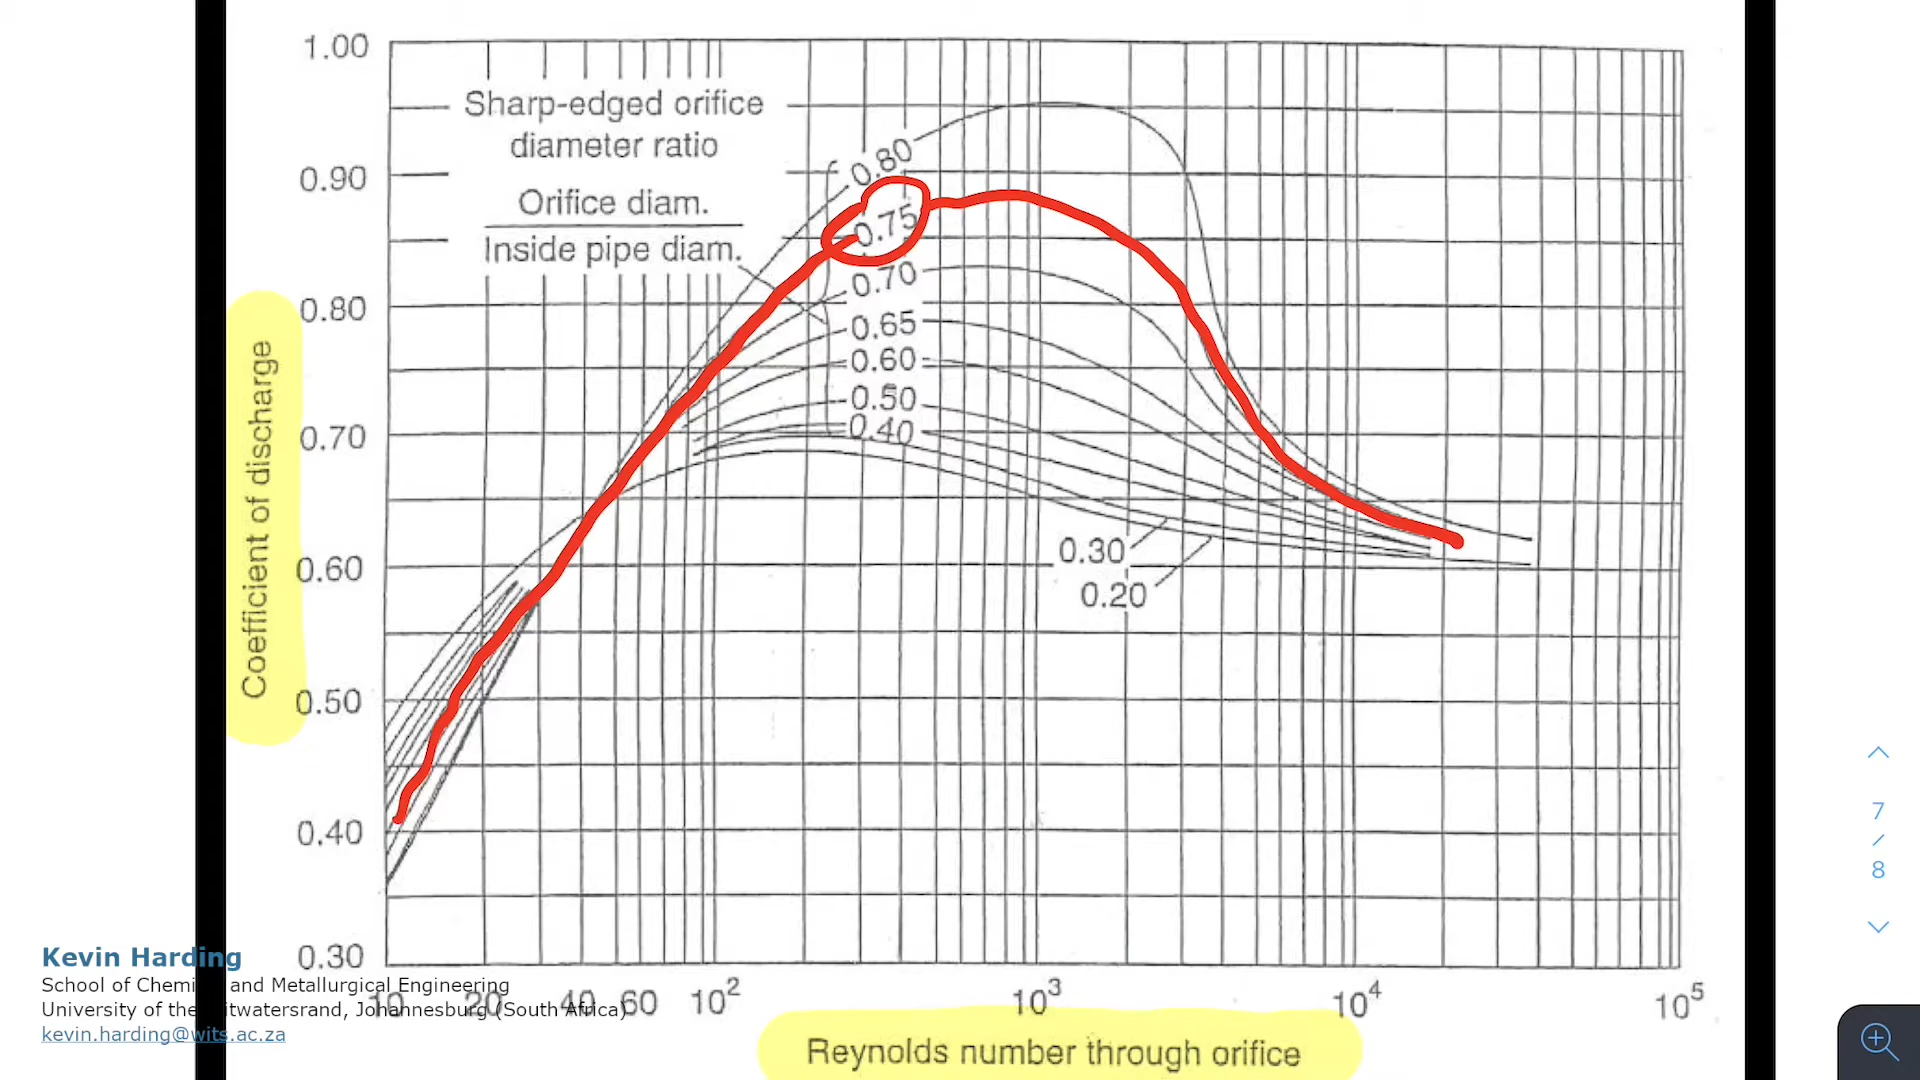 1.00
Sharp-edged orifice
diameter ratio
0.90
Orifice diam.
Inside pipe diam.
0.80
0.75
0.70
0.65
0.60
0.50
0.40
0.30
0.20
0.80
0.70
0.60
0.50
0.40
0.30
Coefficient of discharge
10 20 40 60 10² 10³ 10⁴ 10⁵
Reynolds number through orifice
Kevin Harding
School of Chemi and Metallurgical Engineering
University of the itwatersrand, Johannesburg (South Africa)
kevin.harding@wits.ac.za
7
/
8